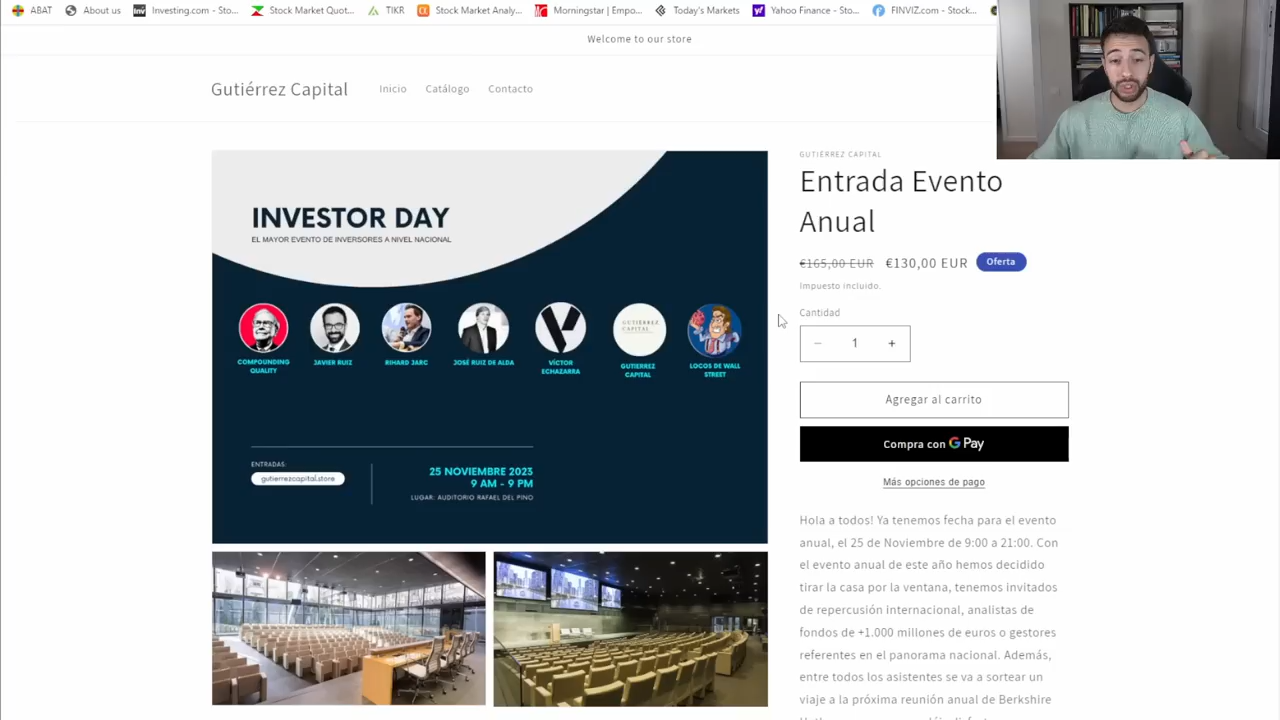 ABAT About us Investing.com - Sto... Stock Market Quot... TIKR Stock Market Analy... Morningstar | Empo... Today's Markets Yahoo Finance - Sto... FINVIZ.com - Stock...
Welcome to our store
Gutiérrez Capital Inicio Catálogo Contacto
INVESTOR DAY
EL MAYOR EVENTO DE INVERSORES A NIVEL NACIONAL
COMPOUNDING
QUALITY
JAVIER RUIZ
RIHARD JARC
JOSÉ RUIZ DE ALDA
VÍCTOR
ECHAZARRA
GUTIÉRREZ
CAPITAL
GUTIERREZ
CAPITAL
LOCOS DE WALL
STREET
ENTRADAS:
gutierrezcapital.store
25 NOVIEMBRE 2023
9 AM - 9 PM
LUGAR: AUDITORIO RAFAEL DEL PINO
GUTIÉRREZ CAPITAL
Entrada Evento
Anual
€165,00 EUR €130,00 EUR Oferta
Impuesto incluido.
Cantidad
− 1 +
Agregar al carrito
Compra con G Pay
Más opciones de pago
Hola a todos! Ya tenemos fecha para el evento
anual, el 25 de Noviembre de 9:00 a 21:00. Con
el evento anual de este año hemos decidido
tirar la casa por la ventana, tenemos invitados
de repercusión internacional, analistas de
fondos de +1.000 millones de euros o gestores
referentes en el panorama nacional. Además,
entre todos los asistentes se va a sortear un
viaje a la próxima reunión anual de Berkshire